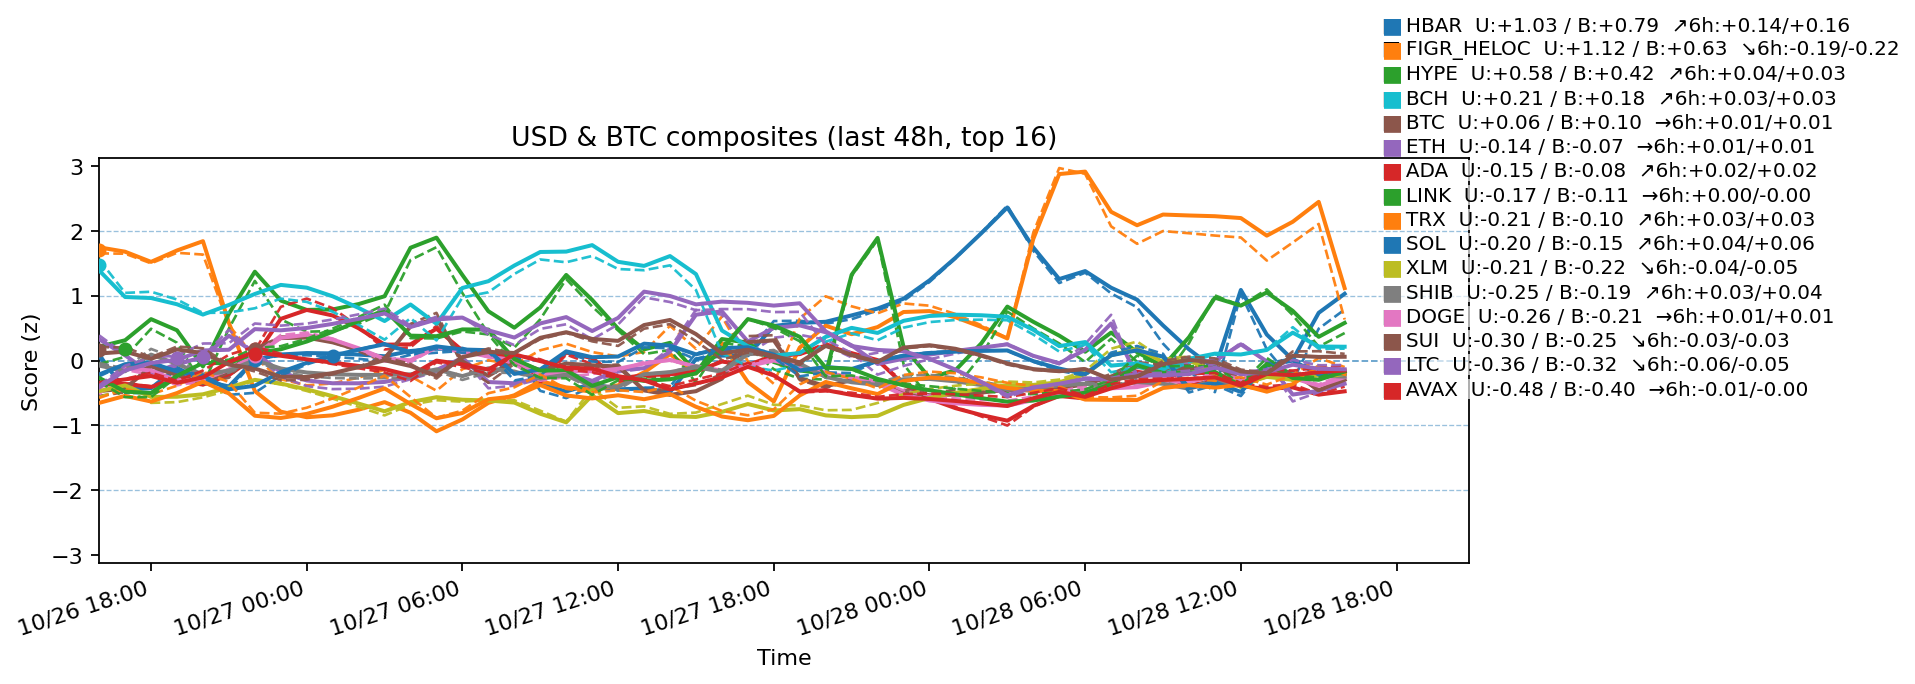 HBAR U:+1.03 / B:+0.79 ↗6h:+0.14/+0.16
FIGR_HELOC U:+1.12 / B:+0.63 ↘6h:-0.19/-0.22
HYPE U:+0.58 / B:+0.42 ↗6h:+0.04/+0.03
BCH U:+0.21 / B:+0.18 ↗6h:+0.03/+0.03
BTC U:+0.06 / B:+0.10 →6h:+0.01/+0.01
ETH U:-0.14 / B:-0.07 →6h:+0.01/+0.01
ADA U:-0.15 / B:-0.08 ↗6h:+0.02/+0.02
LINK U:-0.17 / B:-0.11 →6h:+0.00/-0.00
TRX U:-0.21 / B:-0.10 ↗6h:+0.03/+0.03
SOL U:-0.20 / B:-0.15 ↗6h:+0.04/+0.06
XLM U:-0.21 / B:-0.22 ↘6h:-0.04/-0.05
SHIB U:-0.25 / B:-0.19 ↗6h:+0.03/+0.04
DOGE U:-0.26 / B:-0.21 →6h:+0.01/+0.01
SUI U:-0.30 / B:-0.25 ↘6h:-0.03/-0.03
LTC U:-0.36 / B:-0.32 ↘6h:-0.06/-0.05
AVAX U:-0.48 / B:-0.40 →6h:-0.01/-0.00
USD & BTC composites (last 48h, top 16)
Score (z)
3
2
1
0
−1
−2
−3
10/26 18:00
10/27 00:00
10/27 06:00
10/27 12:00
10/27 18:00
10/28 00:00
10/28 06:00
10/28 12:00
10/28 18:00
Time